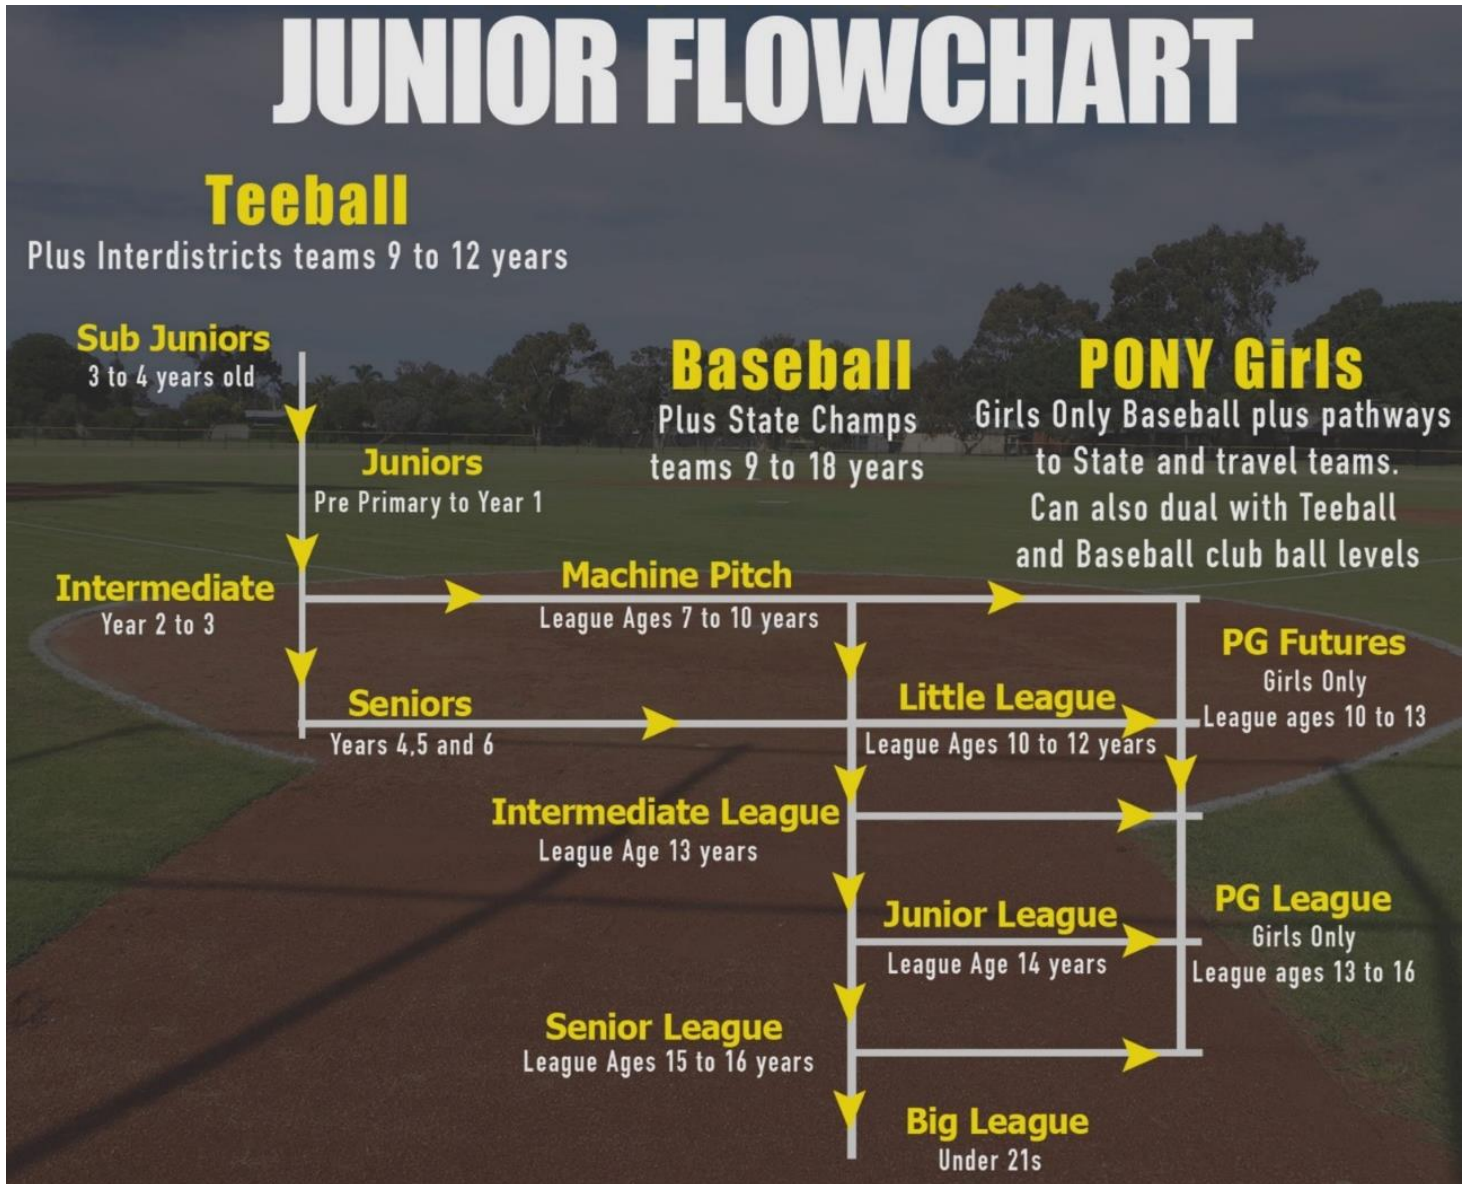 JUNIOR FLOWCHART
Teeball
Plus Interdistricts teams 9 to 12 years
Sub Juniors
3 to 4 years old
Juniors
Pre Primary to Year 1
Intermediate
Year 2 to 3
Seniors
Years 4,5 and 6
Baseball
Plus State Champs
teams 9 to 18 years
Machine Pitch
League Ages 7 to 10 years
Little League
League Ages 10 to 12 years
Intermediate League
League Age 13 years
Junior League
League Age 14 years
Senior League
League Ages 15 to 16 years
Big League
Under 21s
PONY Girls
Girls Only Baseball plus pathways
to State and travel teams.
Can also dual with Teeball
and Baseball club ball levels
PG Futures
Girls Only
League ages 10 to 13
PG League
Girls Only
League ages 13 to 16